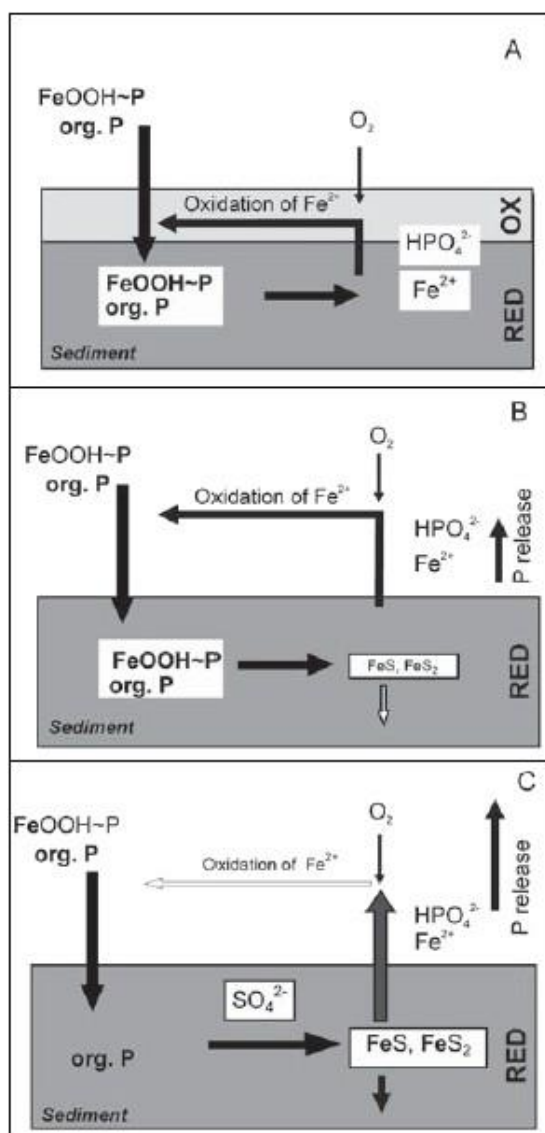 A
FeOOH~P
org. P
O₂
Oxidation of Fe²⁺
OX
HPO₄²⁻
FeOOH~P
org. P
Fe²⁺
RED
Sediment
B
O₂
FeOOH~P
org. P
Oxidation of Fe²⁺
HPO₄²⁻
Fe²⁺
P release
FeOOH~P
org. P
FeS, FeS₂
RED
Sediment
C
FeOOH~P
org. P
O₂
Oxidation of Fe²⁺
HPO₄²⁻
Fe²⁺
P release
SO₄²⁻
org. P
FeS, FeS₂
RED
Sediment